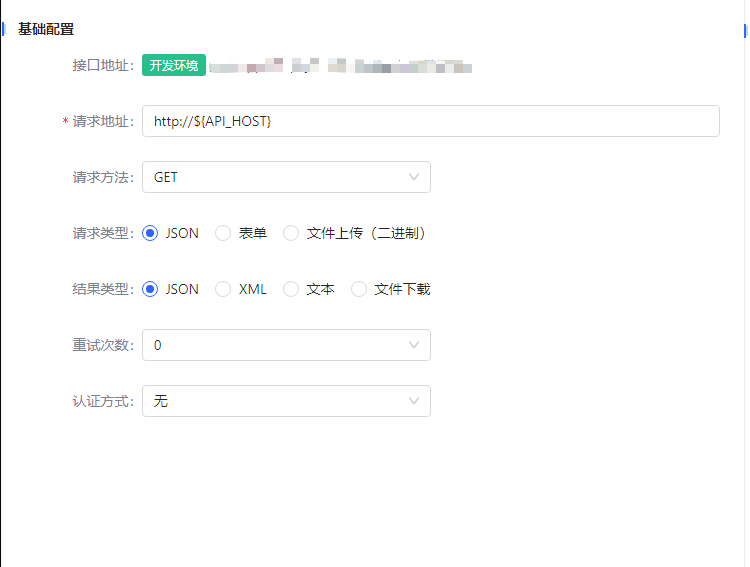 基础配置
接口地址: 开发环境
* 请求地址: http://${API_HOST}
请求方法: GET
请求类型: JSON 表单 文件上传（二进制）
结果类型: JSON XML 文本 文件下载
重试次数: 0
认证方式: 无